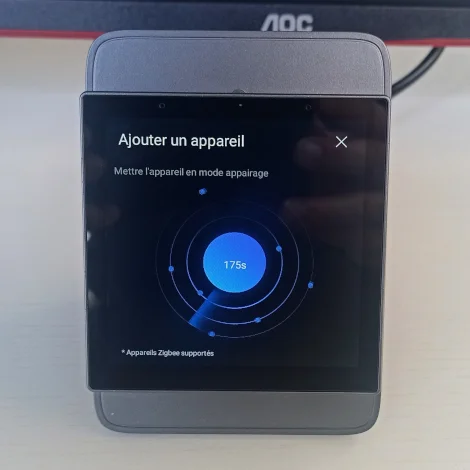 AOC
Ajouter un appareil
Mettre l'appareil en mode appairage
175s
* Appareils Zigbee supportés